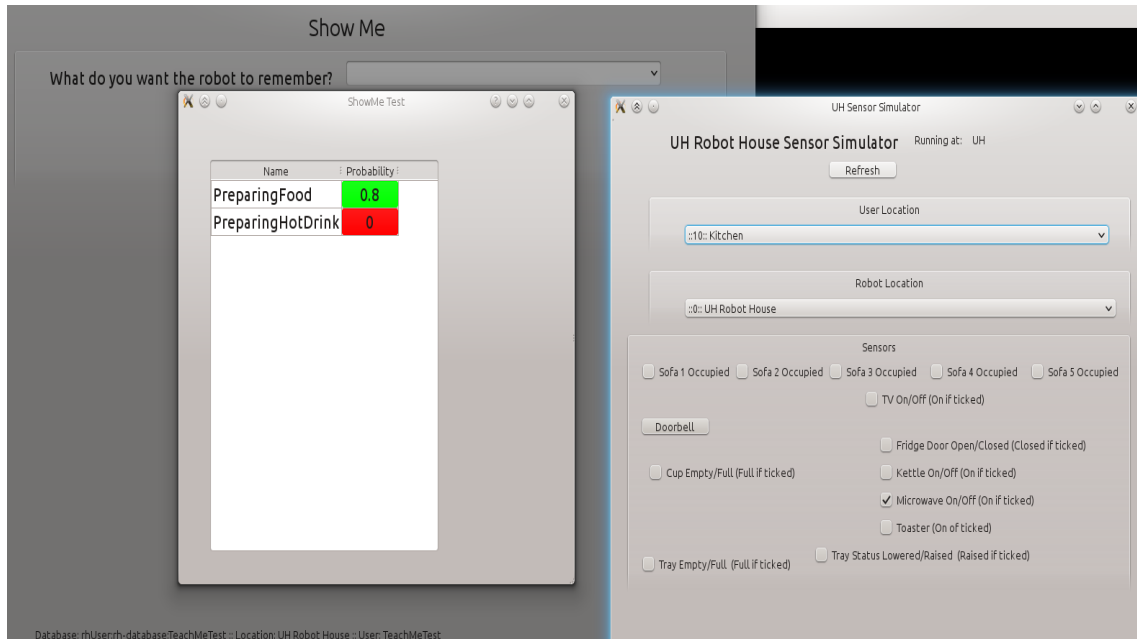 Show Me
What do you want the robot to remember?
ShowMe Test
Name Probability
PreparingFood 0.8
PreparingHotDrink 0
UH Sensor Simulator
UH Robot House Sensor Simulator Running at: UH
Refresh
User Location
::10:: Kitchen
Robot Location
::0:: UH Robot House
Sensors
Sofa 1 Occupied Sofa 2 Occupied Sofa 3 Occupied Sofa 4 Occupied Sofa 5 Occupied
TV On/Off (On if ticked)
Doorbell
Fridge Door Open/Closed (Closed if ticked)
Cup Empty/Full (Full if ticked) Kettle On/Off (On if ticked)
Microwave On/Off (On if ticked)
Toaster (On of ticked)
Tray Empty/Full (Full if ticked) Tray Status Lowered/Raised (Raised if ticked)
Database: rhUser:rh-database:TeachMeTest :: Location: UH Robot House :: User: TeachMeTest